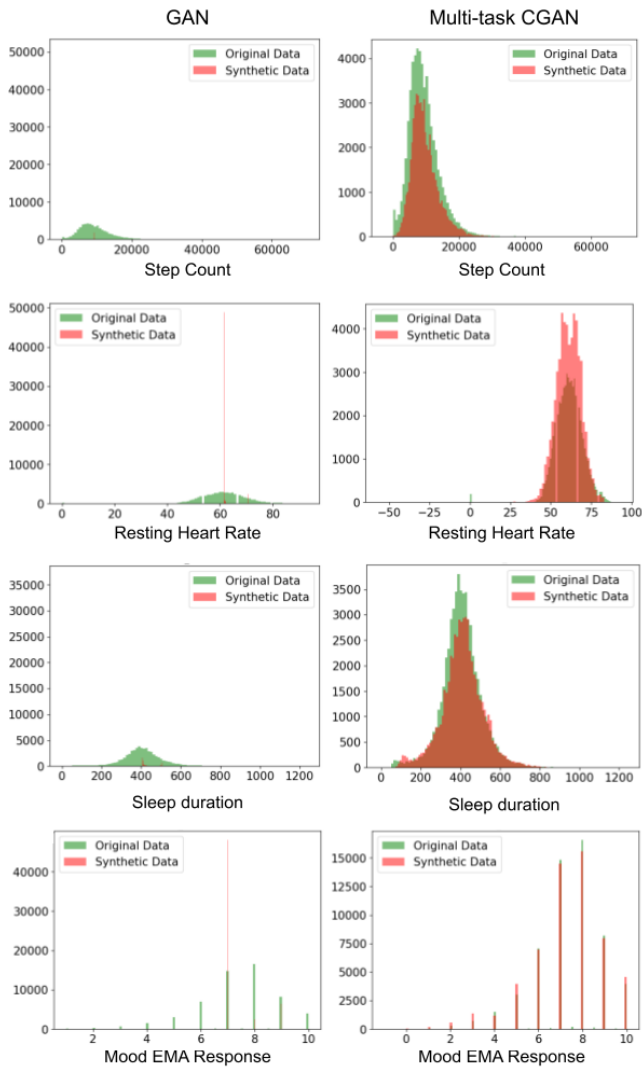 GAN
Multi-task CGAN
50000
40000
30000
20000
10000
0
Original Data
Synthetic Data
0 20000 40000 60000
Step Count
4000
3000
2000
1000
0
Original Data
Synthetic Data
0 20000 40000 60000
Step Count
50000
40000
30000
20000
10000
0
Original Data
Synthetic Data
0 20 40 60 80
Resting Heart Rate
4000
3000
2000
1000
0
Original Data
Synthetic Data
−50 −25 0 25 50 75 100
Resting Heart Rate
35000
30000
25000
20000
15000
10000
5000
0
Original Data
Synthetic Data
0 200 400 600 800 1000 1200
Sleep duration
3500
3000
2500
2000
1500
1000
500
0
Original Data
Synthetic Data
0 200 400 600 800 1000 1200
Sleep duration
40000
30000
20000
10000
0
Original Data
Synthetic Data
2 4 6 8 10
Mood EMA Response
15000
12500
10000
7500
5000
2500
0
Original Data
Synthetic Data
0 2 4 6 8 10
Mood EMA Response